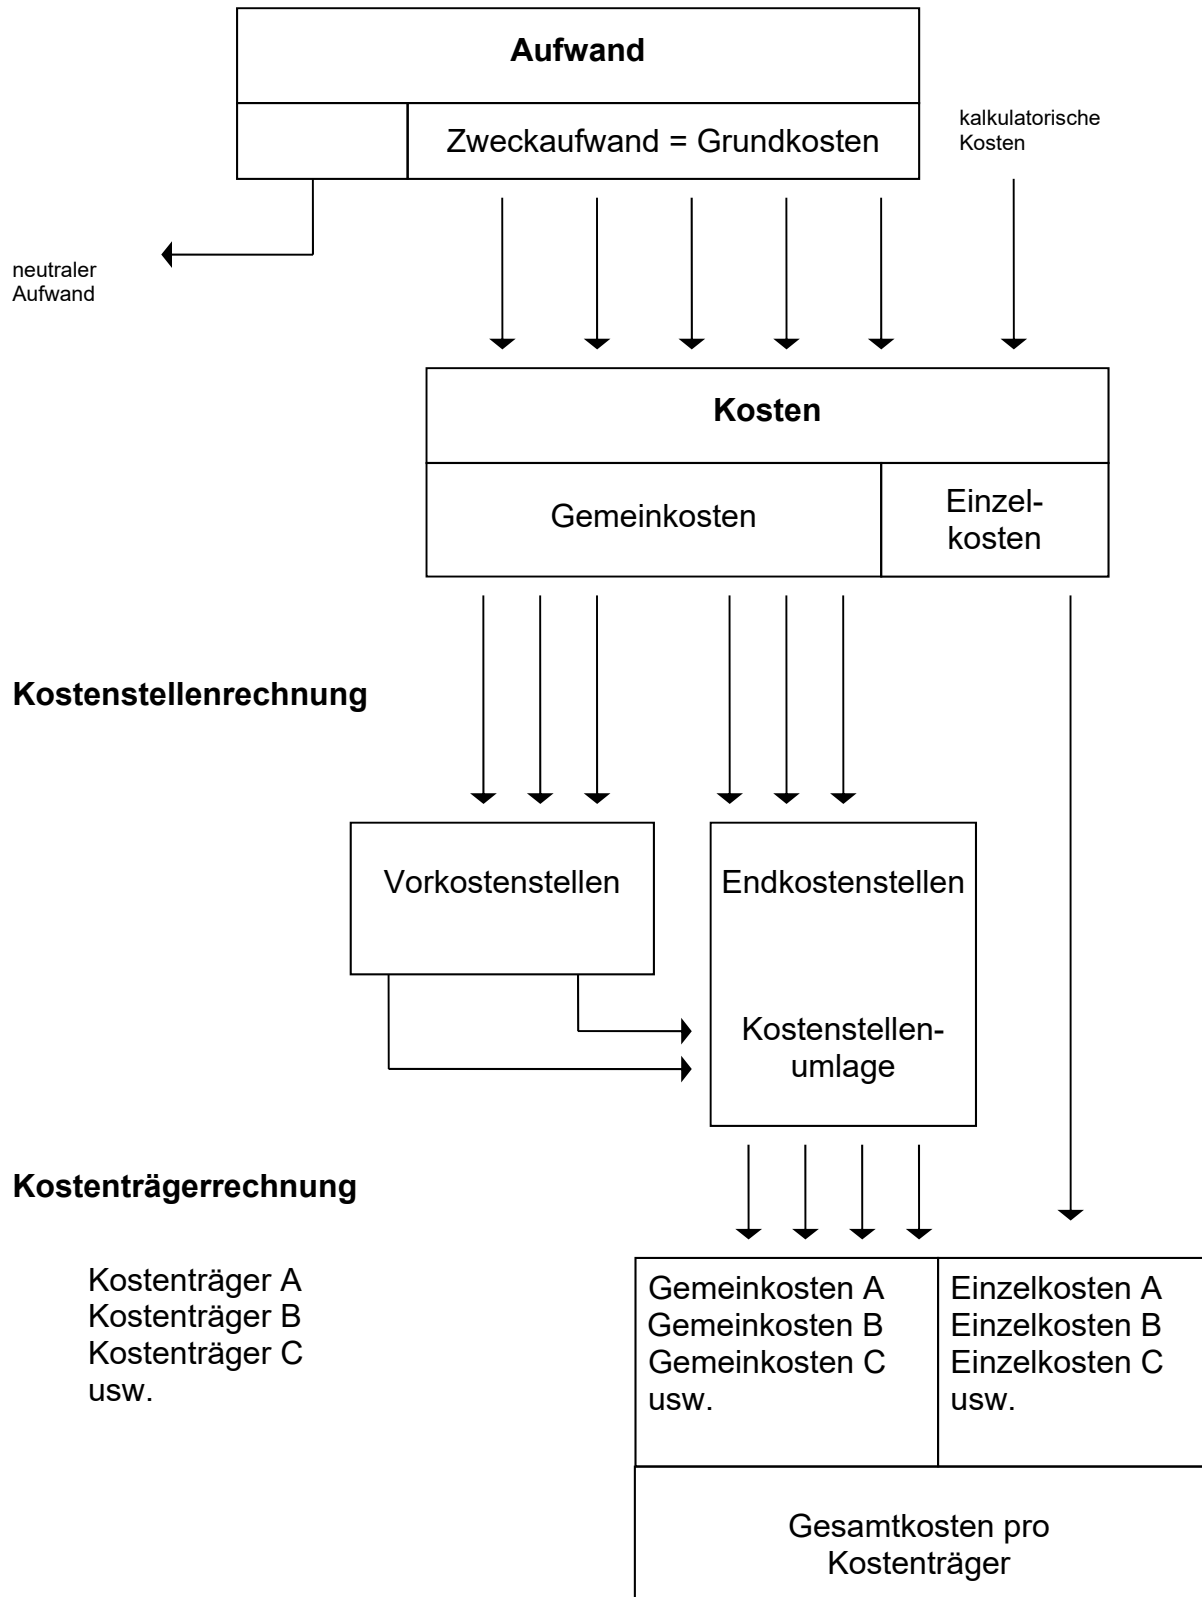 Aufwand
Zweckaufwand = Grundkosten
kalkulatorische
Kosten
neutraler
Aufwand
Kosten
Gemeinkosten
Einzel-
kosten
Kostenstellenrechnung
Vorkostenstellen
Endkostenstellen
Kostenstellen-
umlage
Kostenträgerrechnung
Kostenträger A
Kostenträger B
Kostenträger C
usw.
Gemeinkosten A
Gemeinkosten B
Gemeinkosten C
usw.
Einzelkosten A
Einzelkosten B
Einzelkosten C
usw.
Gesamtkosten pro
Kostenträger